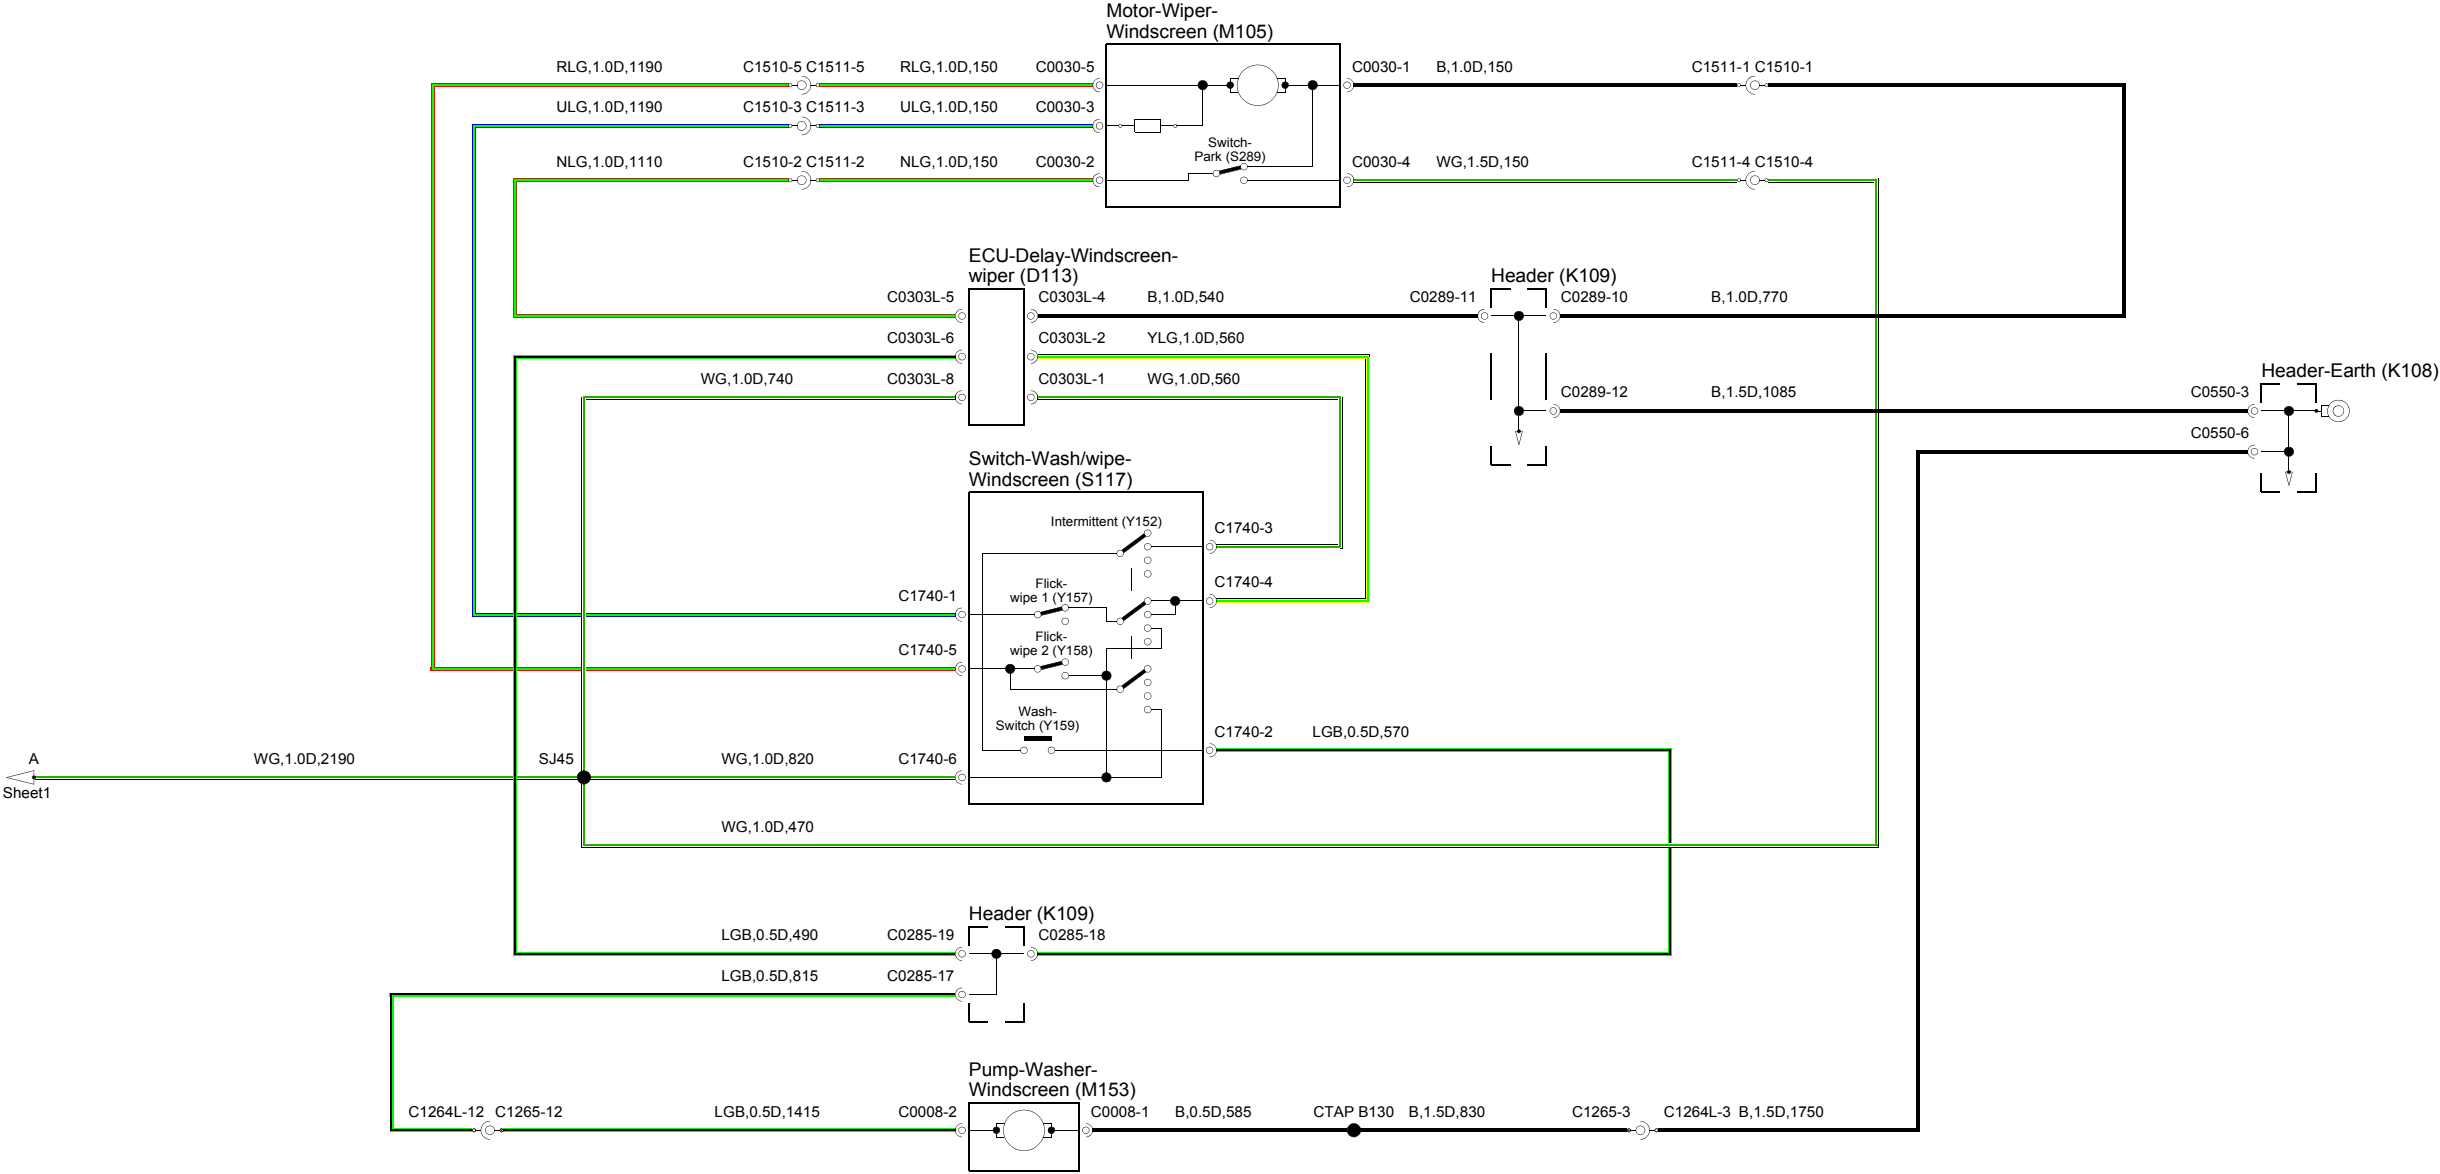 Motor-Wiper-
Windscreen (M105)
RLG,1.0D,1190 C1510-5 C1511-5 RLG,1.0D,150 C0030-5 C0030-1 B,1.0D,150 C1511-1 C1510-1
ULG,1.0D,1190 C1510-3 C1511-3 ULG,1.0D,150 C0030-3
Switch-
Park (S289)
NLG,1.0D,1110 C1510-2 C1511-2 NLG,1.0D,150 C0030-2 C0030-4 WG,1.5D,150 C1511-4 C1510-4
ECU-Delay-Windscreen-
wiper (D113)
Header (K109)
C0303L-5 C0303L-4 B,1.0D,540 C0289-11 C0289-10 B,1.0D,770
C0303L-6 C0303L-2 YLG,1.0D,560
Header-Earth (K108)
WG,1.0D,740 C0303L-8 C0303L-1 WG,1.0D,560
C0289-12 B,1.5D,1085 C0550-3
C0550-6
Switch-Wash/wipe-
Windscreen (S117)
Intermittent (Y152)
C1740-3
Flick-
wipe 1 (Y157)
C1740-4
C1740-1
Flick-
wipe 2 (Y158)
C1740-5
Wash-
Switch (Y159)
C1740-2 LGB,0.5D,570
A
Sheet1
WG,1.0D,2190 SJ45 WG,1.0D,820 C1740-6
WG,1.0D,470
Header (K109)
LGB,0.5D,490 C0285-19 C0285-18
LGB,0.5D,815 C0285-17
Pump-Washer-
Windscreen (M153)
C1264L-12 C1265-12 LGB,0.5D,1415 C0008-2 C0008-1 B,0.5D,585 CTAP B130 B,1.5D,830 C1265-3 C1264L-3 B,1.5D,1750